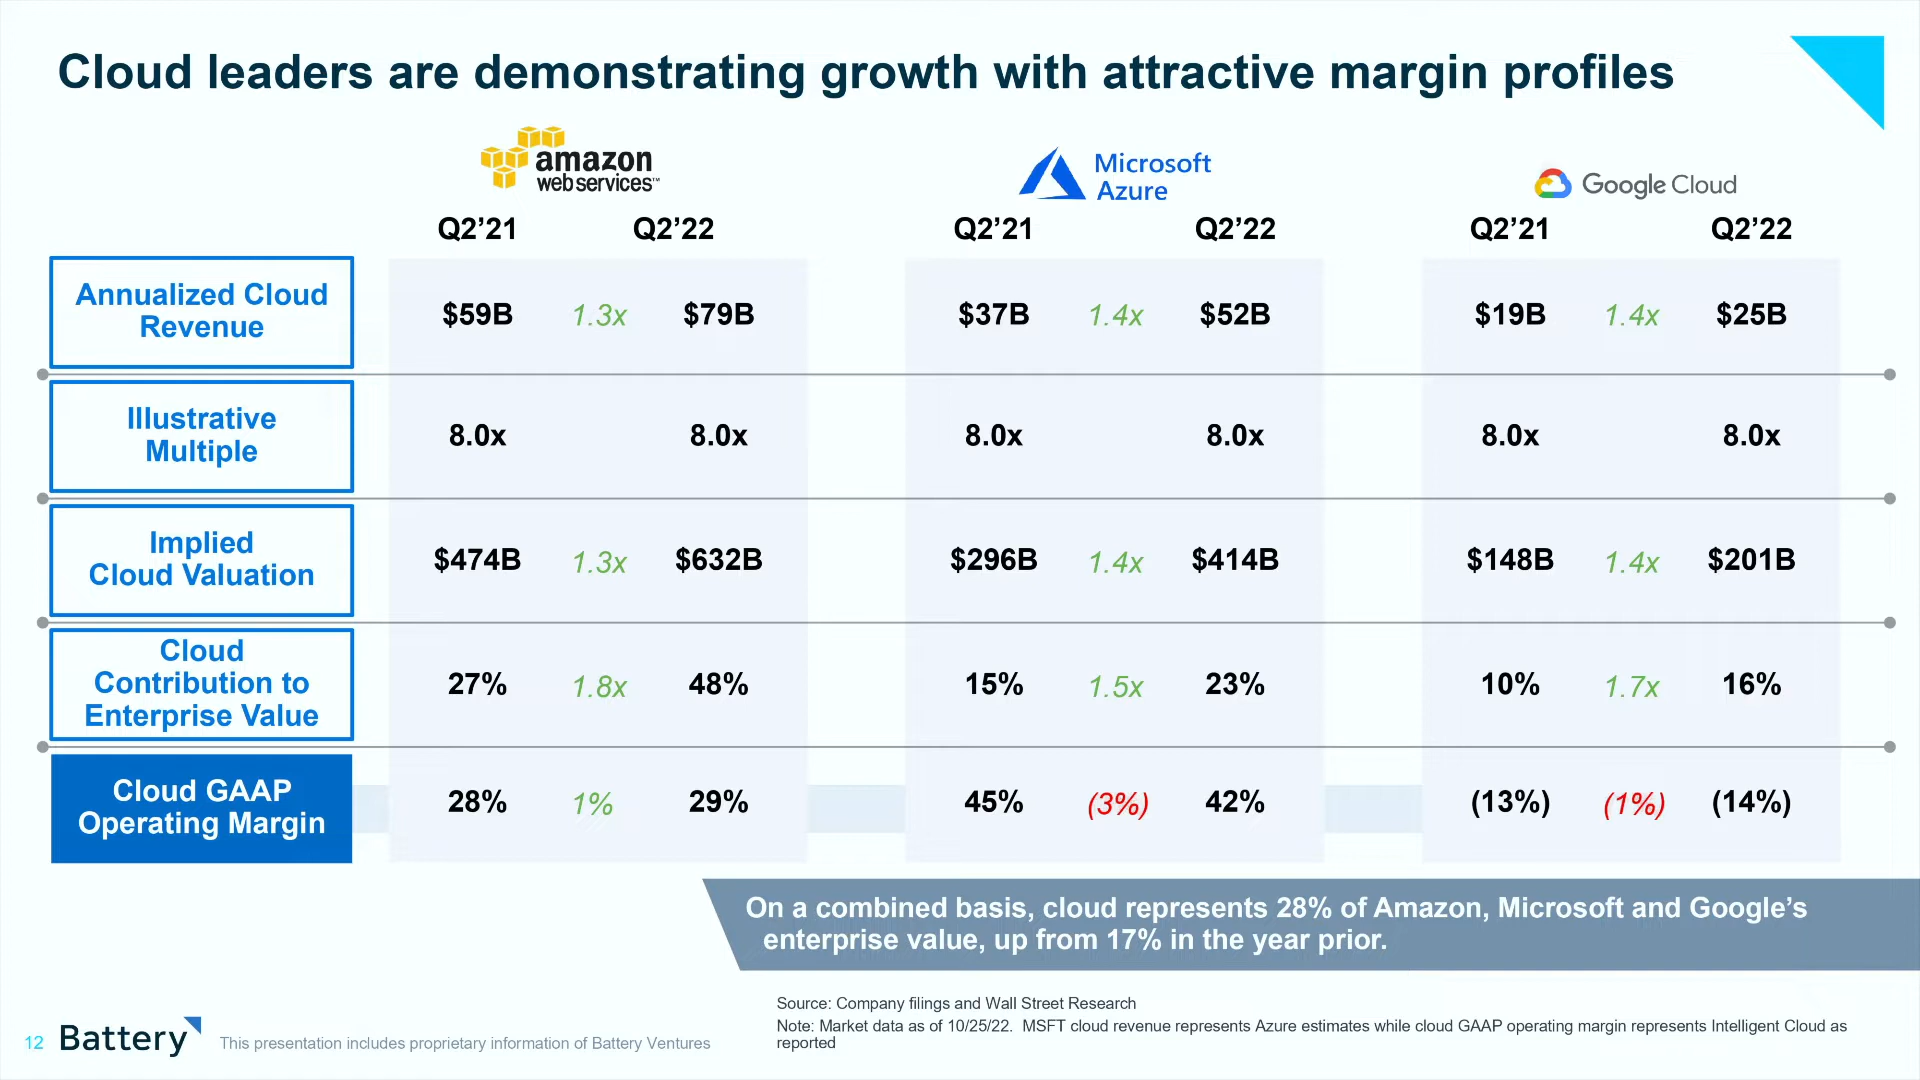 Cloud leaders are demonstrating growth with attractive margin profiles
amazon
webservices™
Microsoft
Azure
Google Cloud
Q2’21 Q2’22 Q2’21 Q2’22 Q2’21 Q2’22
Annualized Cloud
Revenue
$59B 1.3x $79B $37B 1.4x $52B $19B 1.4x $25B
Illustrative
Multiple
8.0x 8.0x 8.0x 8.0x 8.0x 8.0x
Implied
Cloud Valuation
$474B 1.3x $632B $296B 1.4x $414B $148B 1.4x $201B
Cloud
Contribution to
Enterprise Value
27% 1.8x 48% 15% 1.5x 23% 10% 1.7x 16%
Cloud GAAP
Operating Margin
28% 1% 29% 45% (3%) 42% (13%) (1%) (14%)
On a combined basis, cloud represents 28% of Amazon, Microsoft and Google’s
enterprise value, up from 17% in the year prior.
Source: Company filings and Wall Street Research
Note: Market data as of 10/25/22. MSFT cloud revenue represents Azure estimates while cloud GAAP operating margin represents Intelligent Cloud as
reported
12 Battery This presentation includes proprietary information of Battery Ventures